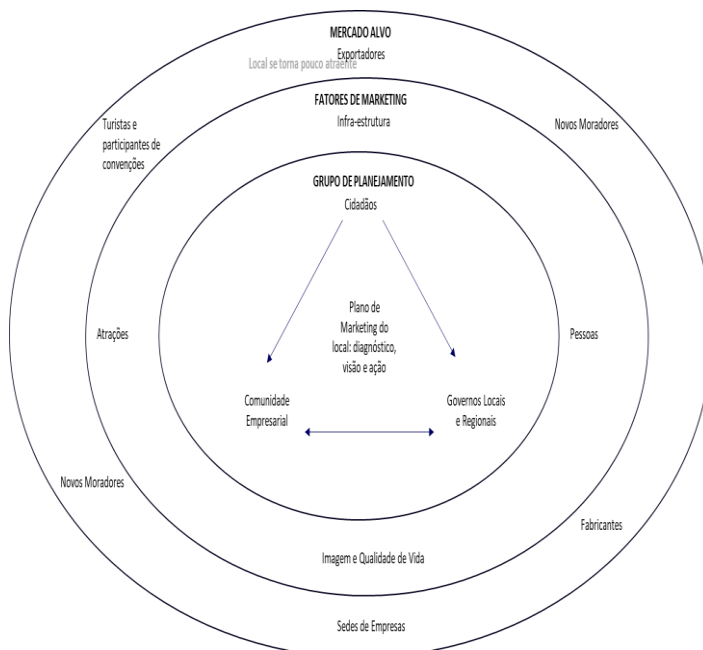 MERCADO ALVO
Exportadores
Local se torna pouco atraente
FATORES DE MARKETING
Infra-estrutura
Turistas e
participantes de
convenções
Novos Moradores
GRUPO DE PLANEJAMENTO
Cidadãos
Plano de
Marketing do
local: diagnóstico,
visão e ação
Atrações
Pessoas
Comunidade
Empresarial
Governos Locais
e Regionais
Novos Moradores
Fabricantes
Imagem e Qualidade de Vida
Sedes de Empresas